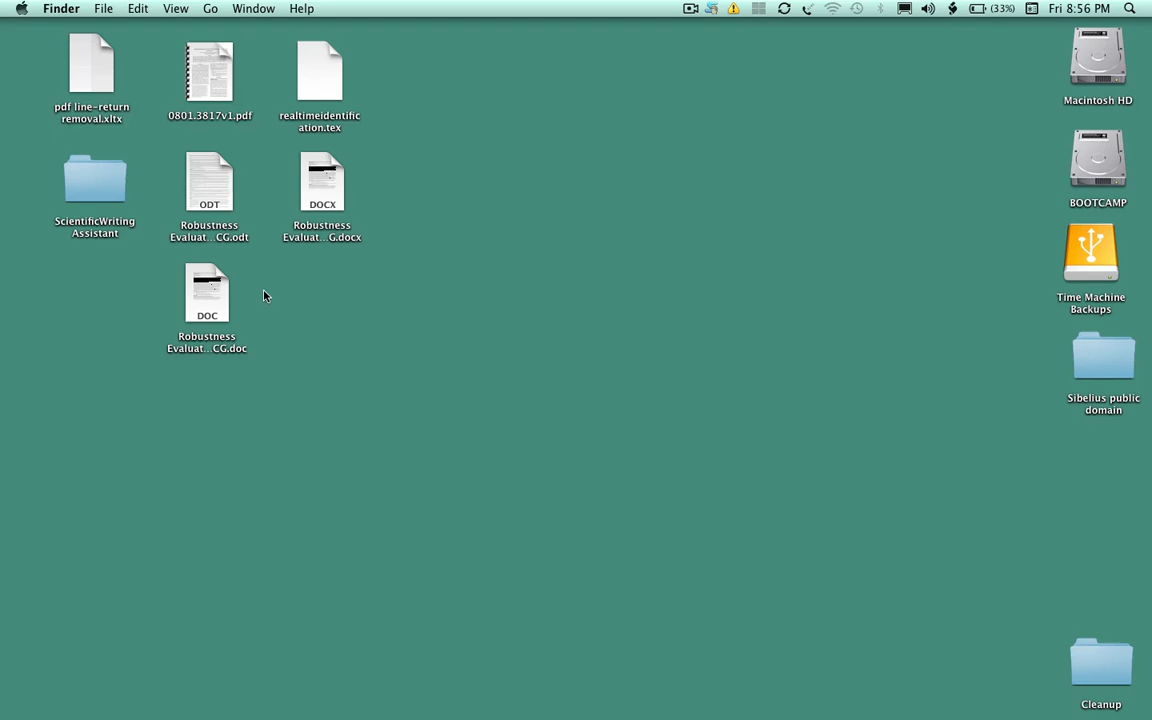 Finder File Edit View Go Window Help (33%) Fri 8:56 PM
pdf line-return
removal.xltx
0801.3817v1.pdf
realtimeidentific
ation.tex
Macintosh HD
ScientificWriting
Assistant
ODT
Robustness
Evaluat...CG.odt
DOCX
Robustness
Evaluat...G.docx
BOOTCAMP
DOC
Robustness
Evaluat...CG.doc
Time Machine
Backups
Sibelius public
domain
Cleanup